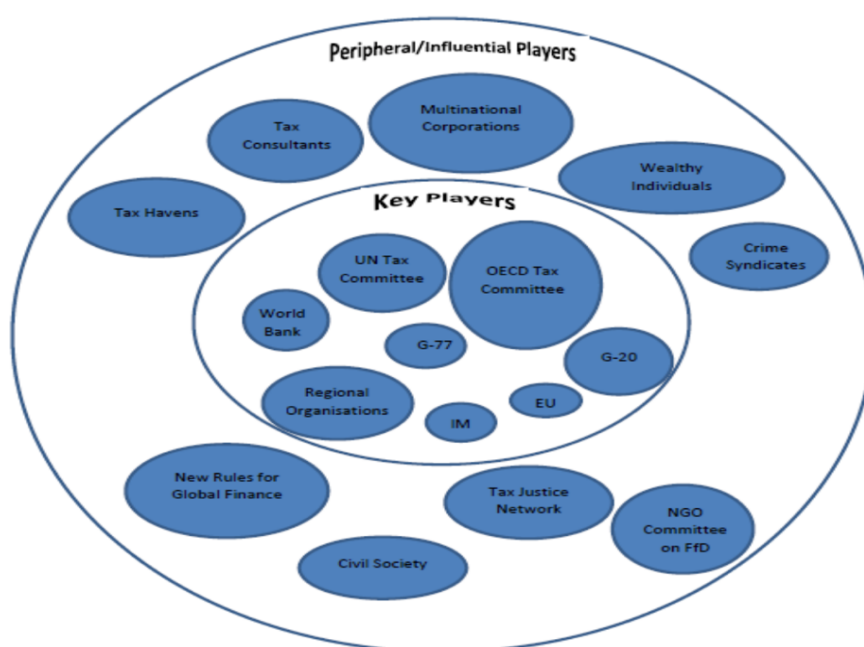 Peripheral/Influential Players
Multinational
Corporations
Tax
Consultants
Wealthy
Individuals
Tax Havens
Crime
Syndicates
Key Players
UN Tax
Committee
OECD Tax
Committee
World
Bank
G-77
G-20
Regional
Organisations
EU
IM
New Rules for
Global Finance
Tax Justice
Network
NGO
Committee
on FfD
Civil Society